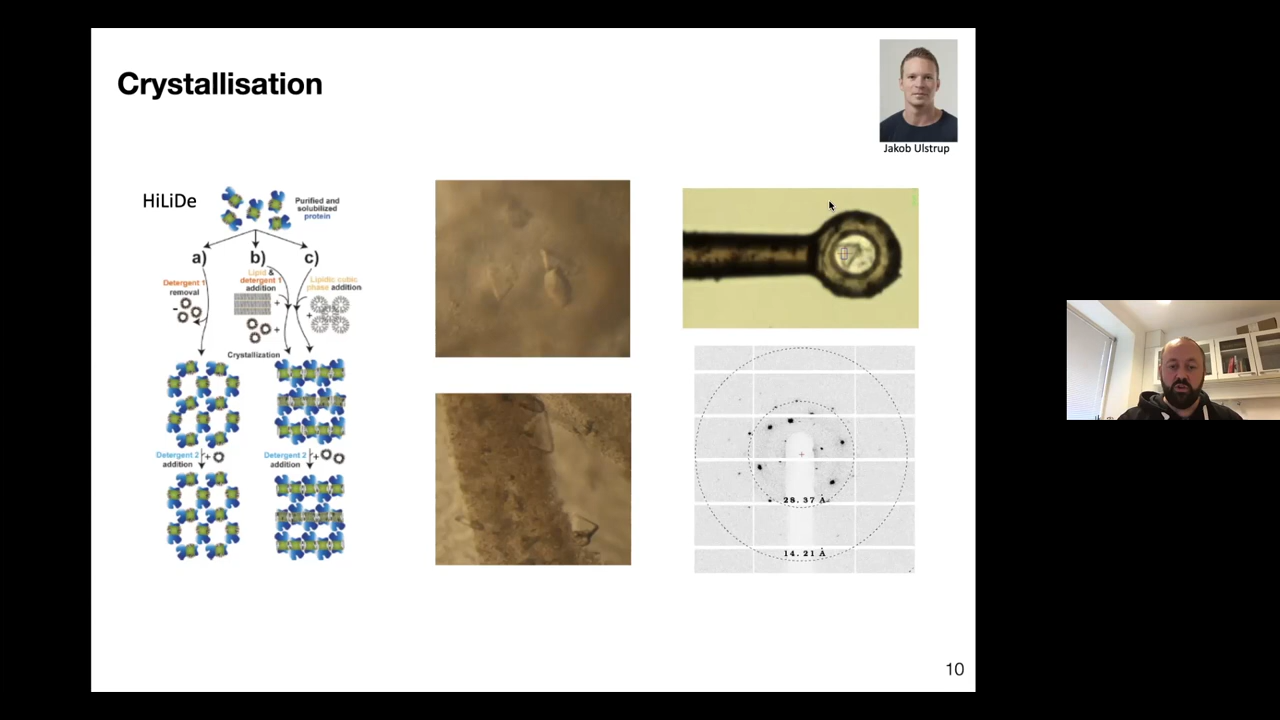 Crystallisation
Jakob Ulstrup
HiLiDe
Purified and
solubilized
protein
a)
b)
c)
Detergent 1
removal
-
Lipid &
detergent 1
addition
+
+
Lipidic cubic
phase addition
+
Crystallization
Detergent 2
addition
+
Detergent 2
addition
+
28.37 Å
14.21 Å
10